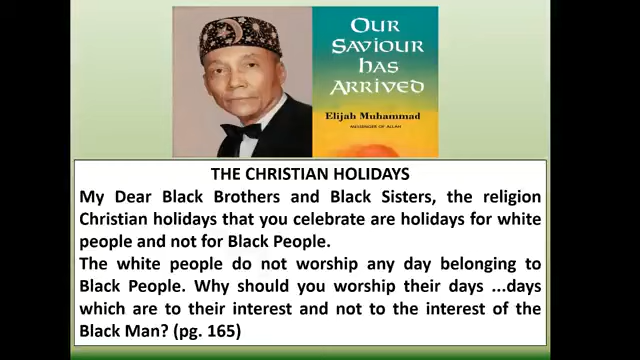 OUR
SAVIOUR
HAS
ARRIVED
Elijah Muhammad
MESSENGER OF ALLAH
THE CHRISTIAN HOLIDAYS
My Dear Black Brothers and Black Sisters, the religion
Christian holidays that you celebrate are holidays for white
people and not for Black People.
The white people do not worship any day belonging to
Black People. Why should you worship their days ...days
which are to their interest and not to the interest of the
Black Man? (pg. 165)